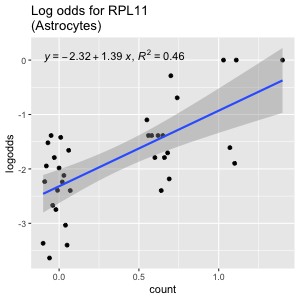 Log odds for RPL11
(Astrocytes)
y = −2.32 + 1.39 x, R² = 0.46
0
-1
-2
-3
logodds
0.0 0.5 1.0
count